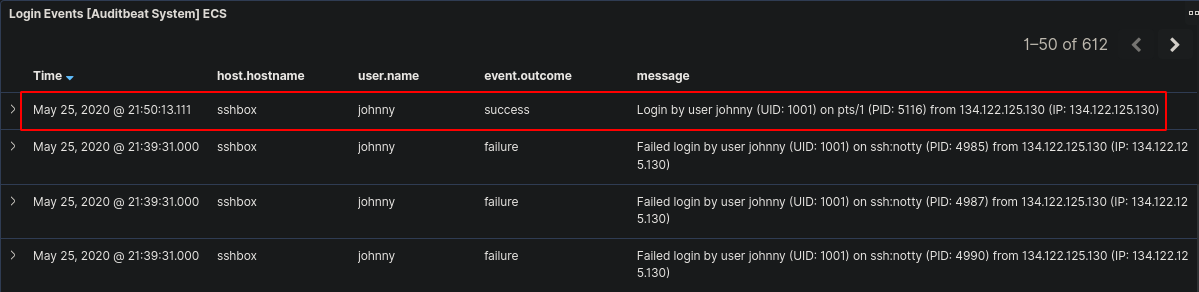 Login Events [Auditbeat System] ECS
1–50 of 612
Time host.hostname user.name event.outcome message
May 25, 2020 @ 21:50:13.111 sshbox johnny success Login by user johnny (UID: 1001) on pts/1 (PID: 5116) from 134.122.125.130 (IP: 134.122.125.130)
May 25, 2020 @ 21:39:31.000 sshbox johnny failure Failed login by user johnny (UID: 1001) on ssh:notty (PID: 4985) from 134.122.125.130 (IP: 134.122.12
5.130)
May 25, 2020 @ 21:39:31.000 sshbox johnny failure Failed login by user johnny (UID: 1001) on ssh:notty (PID: 4987) from 134.122.125.130 (IP: 134.122.12
5.130)
May 25, 2020 @ 21:39:31.000 sshbox johnny failure Failed login by user johnny (UID: 1001) on ssh:notty (PID: 4990) from 134.122.125.130 (IP: 134.122.12
5.130)